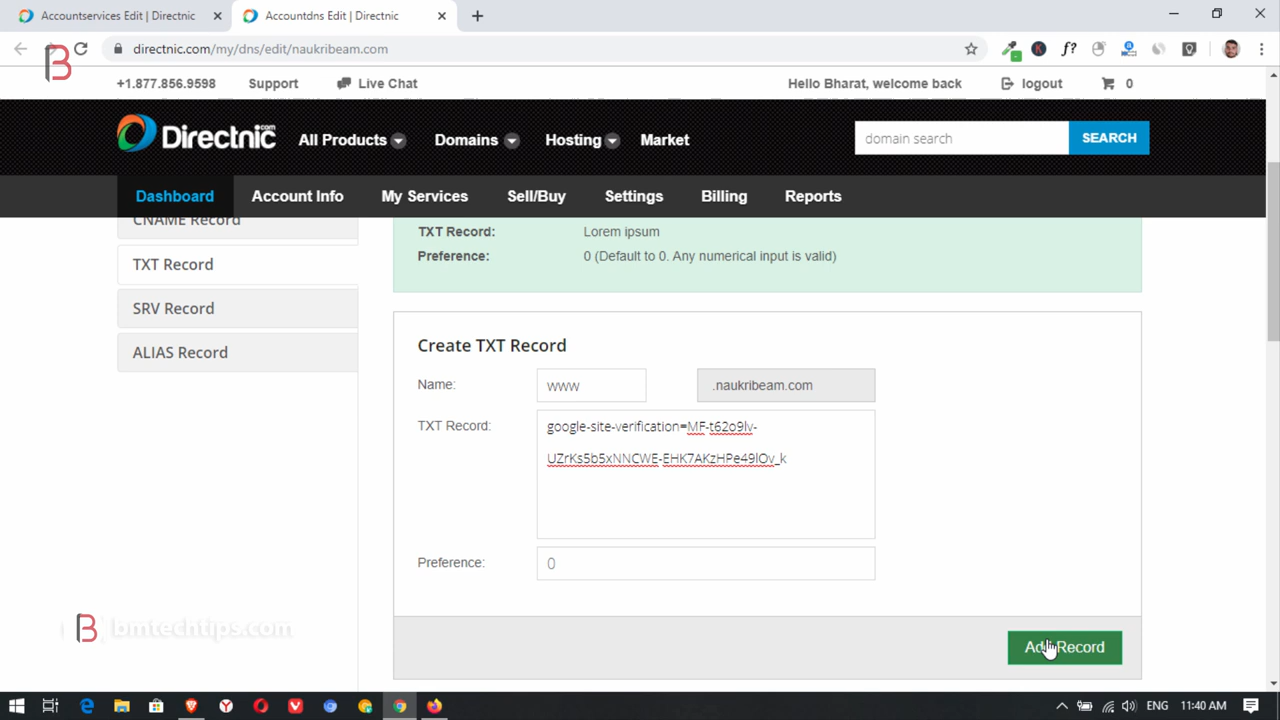 Accountservices Edit | Directnic
Accountdns Edit | Directnic
directnic.com/my/dns/edit/naukribeam.com
f?
+1.877.856.9598
Support
Live Chat
Hello Bharat, welcome back
logout
0
Directnic.com
All Products
Domains
Hosting
Market
domain search
SEARCH
Dashboard
Account Info
My Services
Sell/Buy
Settings
Billing
Reports
CNAME Record
TXT Record
SRV Record
ALIAS Record
TXT Record: Lorem ipsum
Preference: 0 (Default to 0. Any numerical input is valid)
Create TXT Record
Name: www .naukribeam.com
TXT Record: google-site-verification=MF-t62o9lv-
UZrKs5b5xNNCWE-EHK7AKzHPe49lOv_k
Preference: 0
Add Record
bmtechtips.com
ENG 11:40 AM